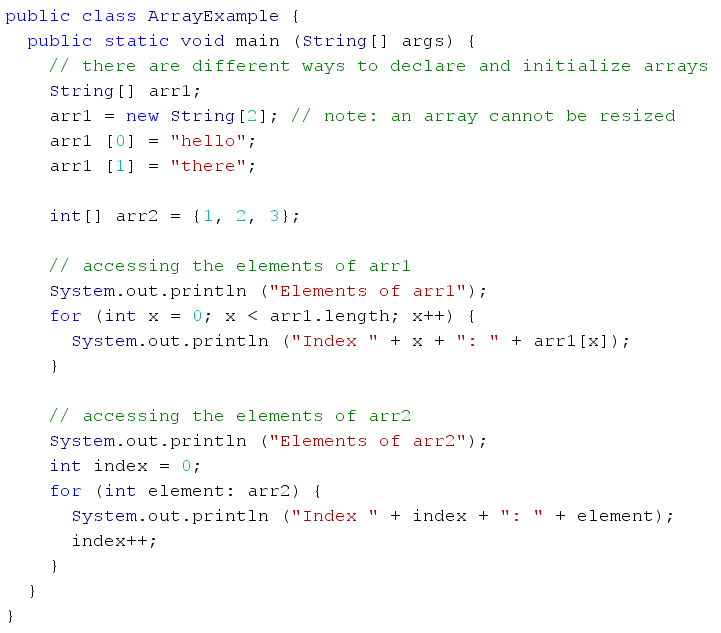 public class ArrayExample {
  public static void main (String[] args) {
    // there are different ways to declare and initialize arrays
    String[] arr1;
    arr1 = new String[2]; // note: an array cannot be resized
    arr1 [0] = "hello";
    arr1 [1] = "there";

    int[] arr2 = {1, 2, 3};

    // accessing the elements of arr1
    System.out.println ("Elements of arr1");
    for (int x = 0; x < arr1.length; x++) {
      System.out.println ("Index " + x + ": " + arr1[x]);
    }

    // accessing the elements of arr2
    System.out.println ("Elements of arr2");
    int index = 0;
    for (int element: arr2) {
      System.out.println ("Index " + index + ": " + element);
      index++;
    }
  }
}